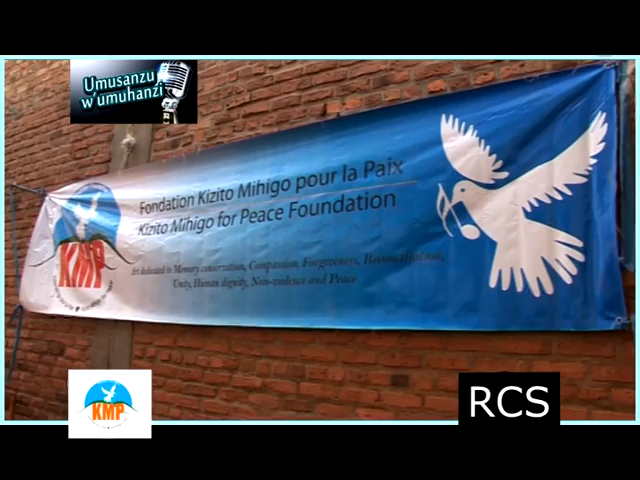 Umusanzu
w'umuhanzi
Fondation Kizito Mihigo pour la Paix
Kizito Mihigo for Peace Foundation
KMP
Art dedicated to Memory conservation, Compassion, Forgiveness, Reconciliation,
Unity, Human dignity, Non-violence and Peace
KMP
RCS